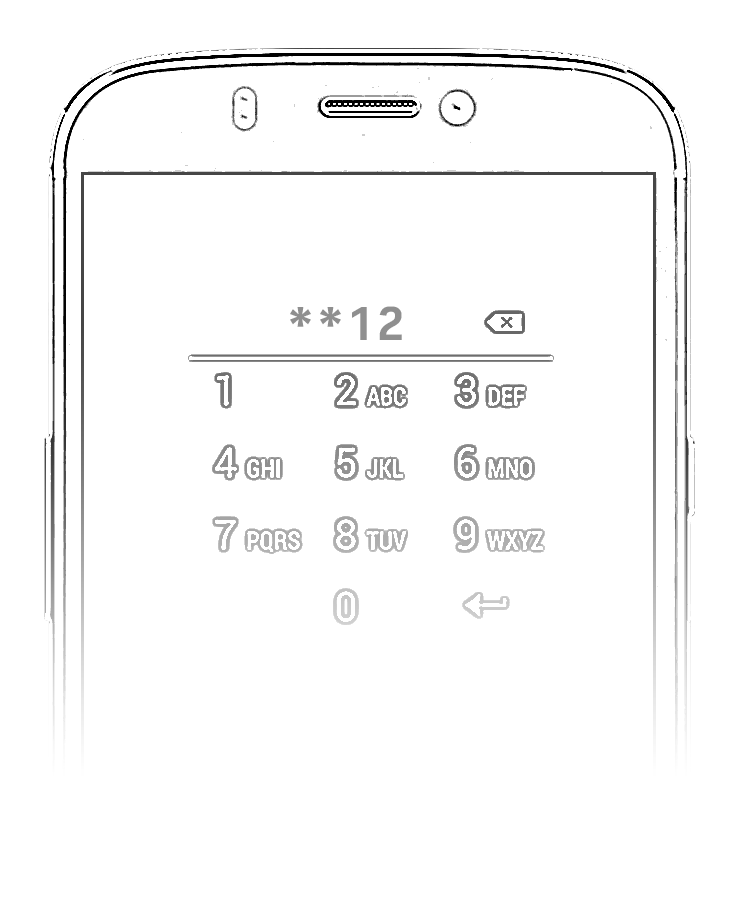 **12
1 2 ABC 3 DEF
4 GHI 5 JKL 6 MNO
7 PQRS 8 TUV 9 WXYZ
0